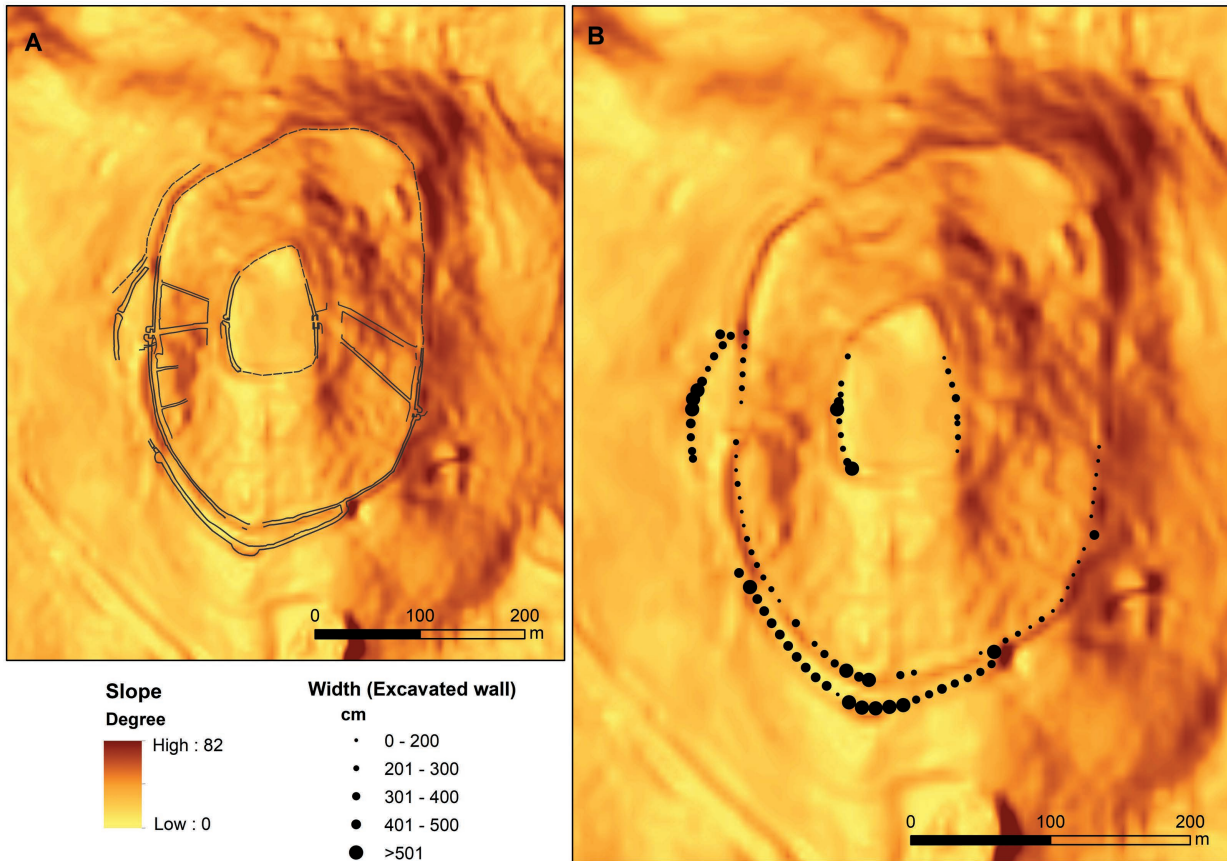 A
B
0 100 200
m
Slope
Degree
High : 82
Low : 0
Width (Excavated wall)
cm
0 - 200
201 - 300
301 - 400
401 - 500
>501
0 100 200
m